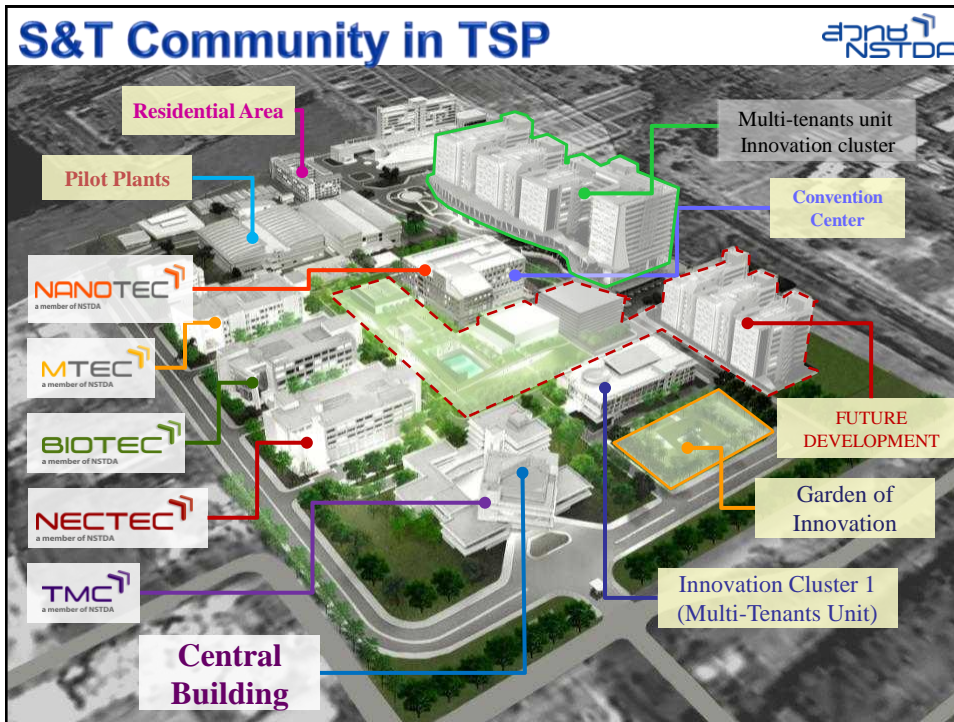 S&T Community in TSP
สวทช
NSTDA
Residential Area
Multi-tenants unit
Innovation cluster
Pilot Plants
Convention
Center
NANOTEC
a member of NSTDA
MTEC
a member of NSTDA
BIOTEC
a member of NSTDA
FUTURE
DEVELOPMENT
Garden of
Innovation
NECTEC
a member of NSTDA
TMC
a member of NSTDA
Innovation Cluster 1
(Multi-Tenants Unit)
Central
Building